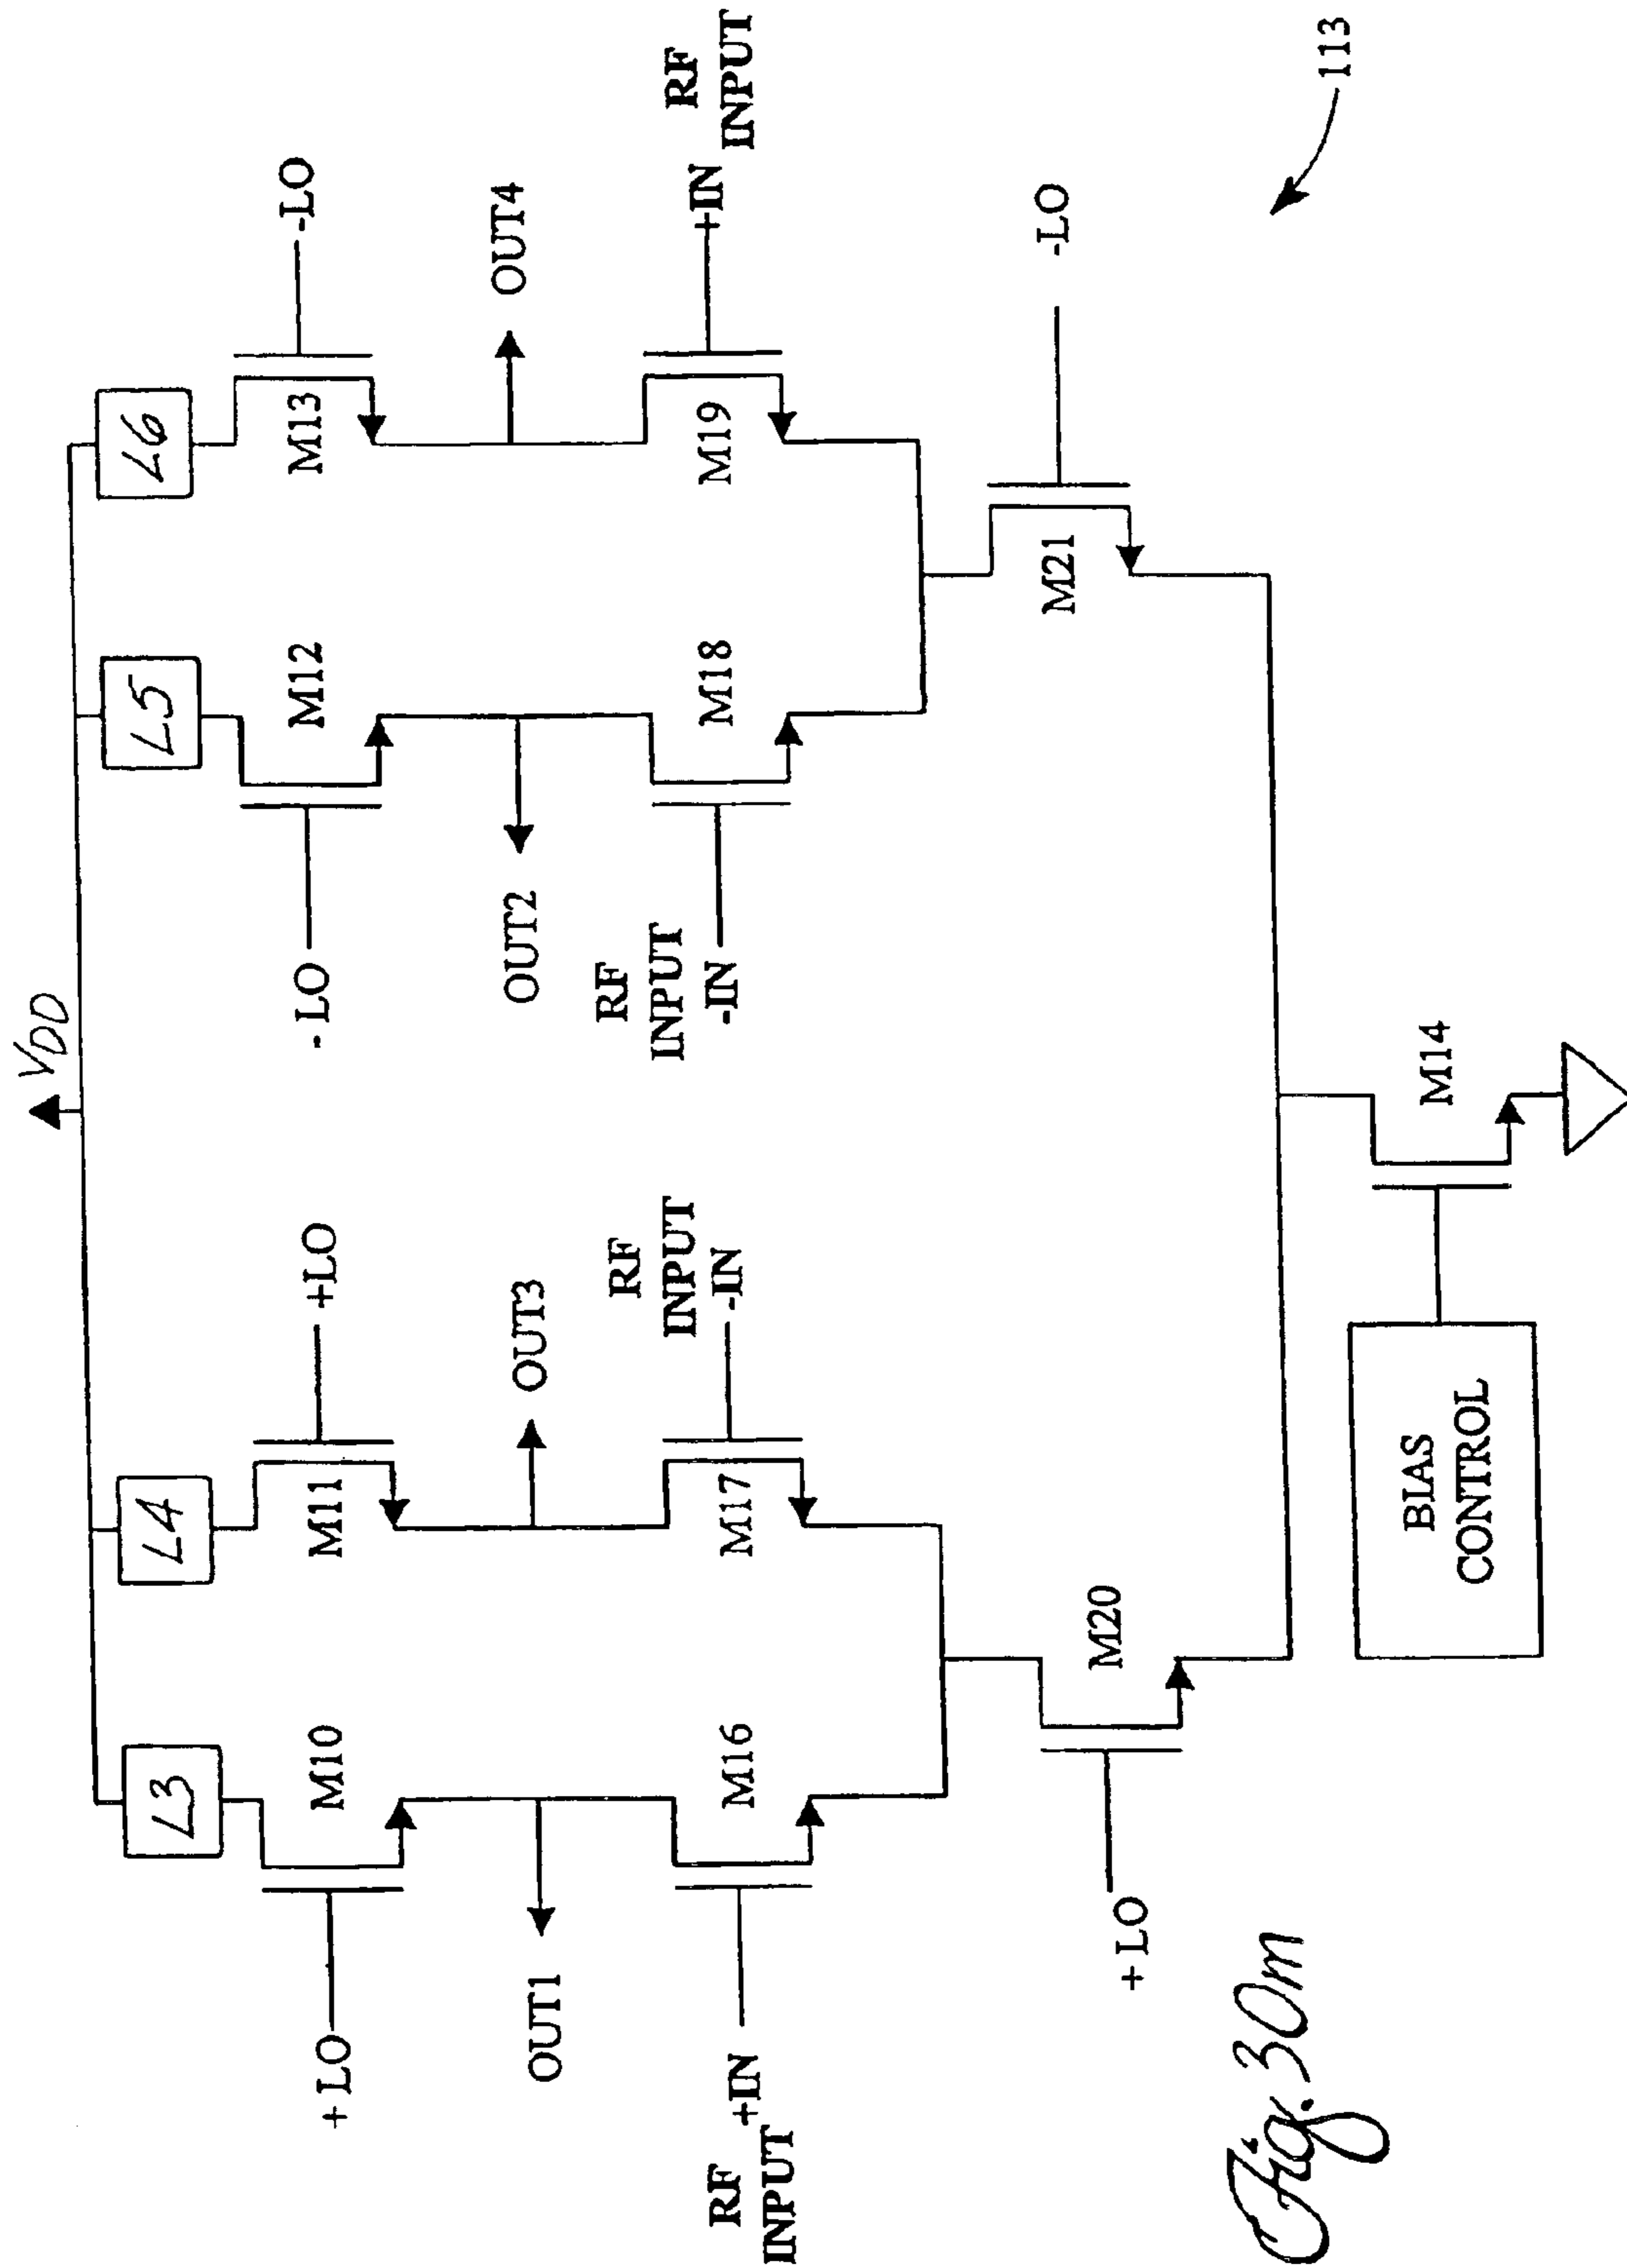 VDD
L3
L4
L5
L6
+ LO
M10
M11
+LO
- LO
M12
M13
-LO
OUT1
OUT3
OUT2
OUT4
RF
INPUT
+IN
M16
M17
RF
INPUT
-IN
RF
INPUT
-IN
M18
M19
RF
INPUT
+IN
+ LO
M20
M21
-LO
BIAS
CONTROL
M14
113
Fig. 30m